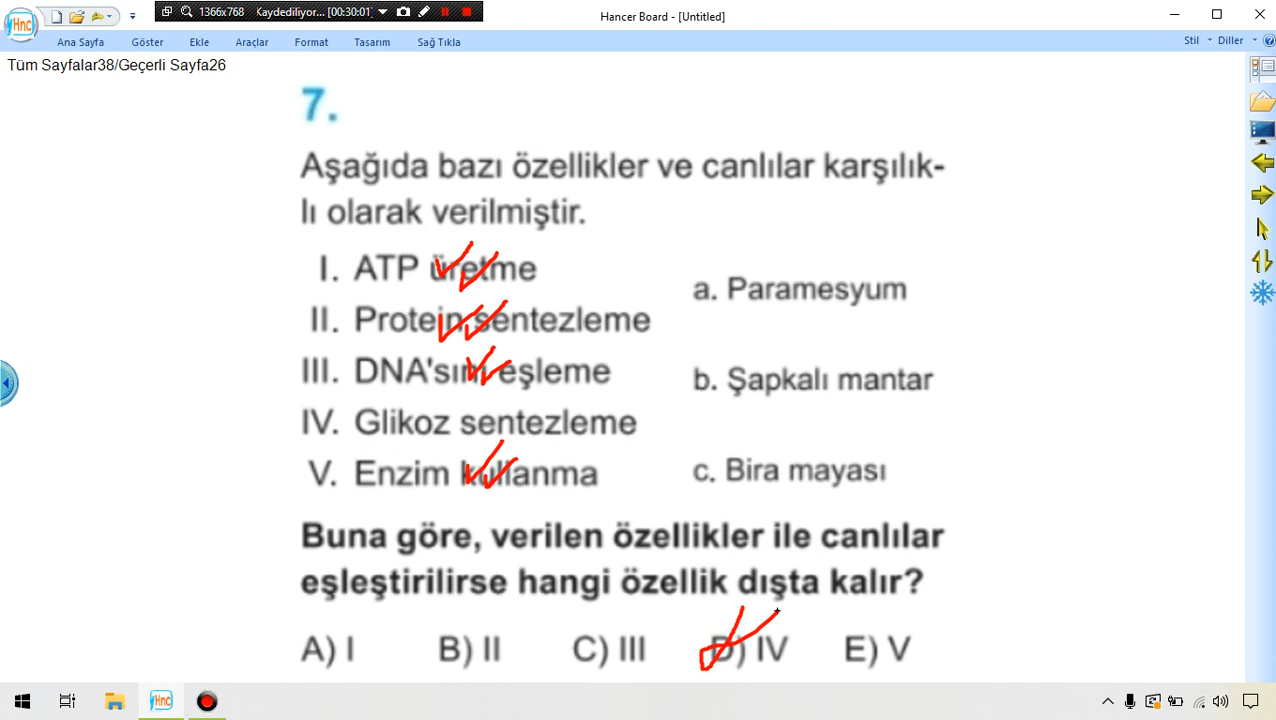 1366x768 Kaydediliyor... [00:30:01]
Hancer Board - [Untitled]
Hnc
Ana Sayfa Göster Ekle Araçlar Format Tasarım Sağ Tıkla Stil Diller
Tüm Sayfalar38/Geçerli Sayfa26
7.
Aşağıda bazı özellikler ve canlılar karşılık-
lı olarak verilmiştir.
I. ATP üretme
a. Paramesyum
II. Protein sentezleme
III. DNA'sını eşleme
b. Şapkalı mantar
IV. Glikoz sentezleme
V. Enzim kullanma
c. Bira mayası
Buna göre, verilen özellikler ile canlılar
eşleştirilirse hangi özellik dışta kalır?
A) I B) II C) III D) IV E) V
Hnc